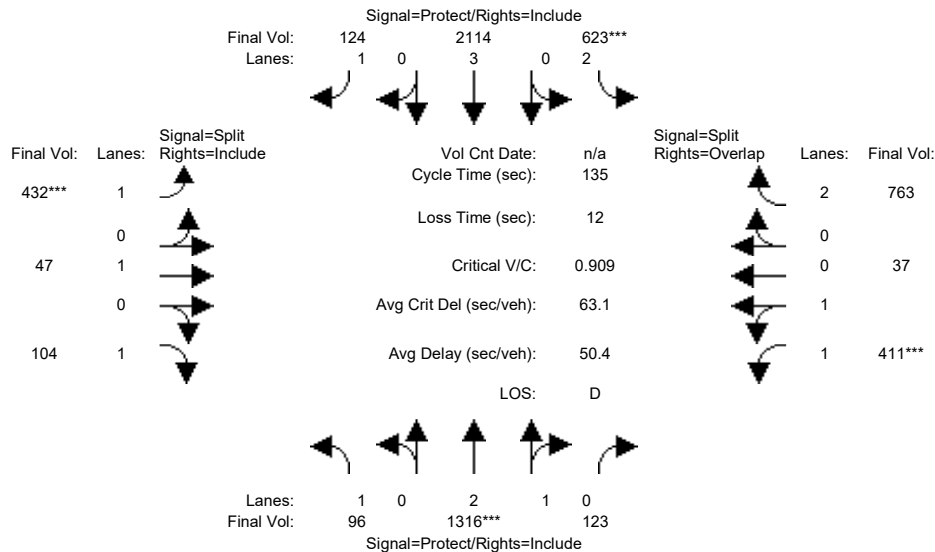 Signal=Protect/Rights=Include
Final Vol: 124 2114 623***
Lanes: 1 0 3 0 2
Signal=Split Signal=Split
Final Vol: Lanes: Rights=Include Vol Cnt Date: n/a Rights=Overlap Lanes: Final Vol:
Cycle Time (sec): 135
432*** 1 2 763
Loss Time (sec): 12
0 0
47 1 Critical V/C: 0.909 0 37
0 Avg Crit Del (sec/veh): 63.1 1
104 1 Avg Delay (sec/veh): 50.4 1 411***
LOS: D
Lanes: 1 0 2 1 0
Final Vol: 96 1316*** 123
Signal=Protect/Rights=Include